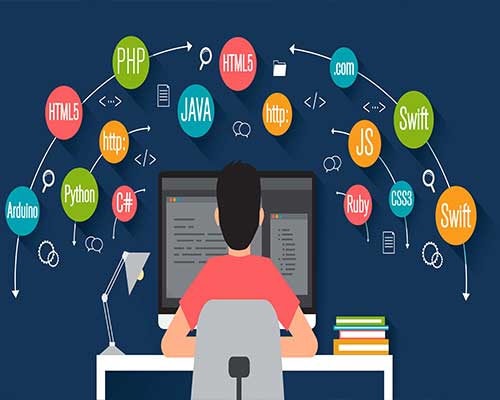 PHP
HTML5
.com
HTML5
JAVA
http:
Swift
http:
JS
Arduino
Python
C#
Ruby
CSS3
Swift